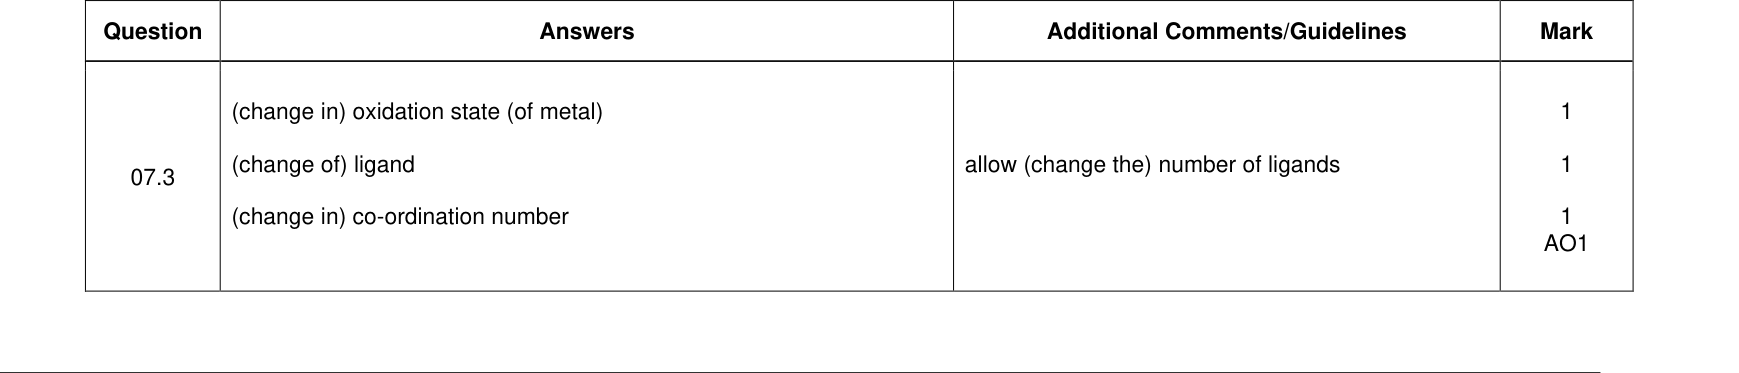 Question Answers Additional Comments/Guidelines Mark
(change in) oxidation state (of metal) 1
(change of) ligand allow (change the) number of ligands 1
07.3
(change in) co-ordination number 1
AO1